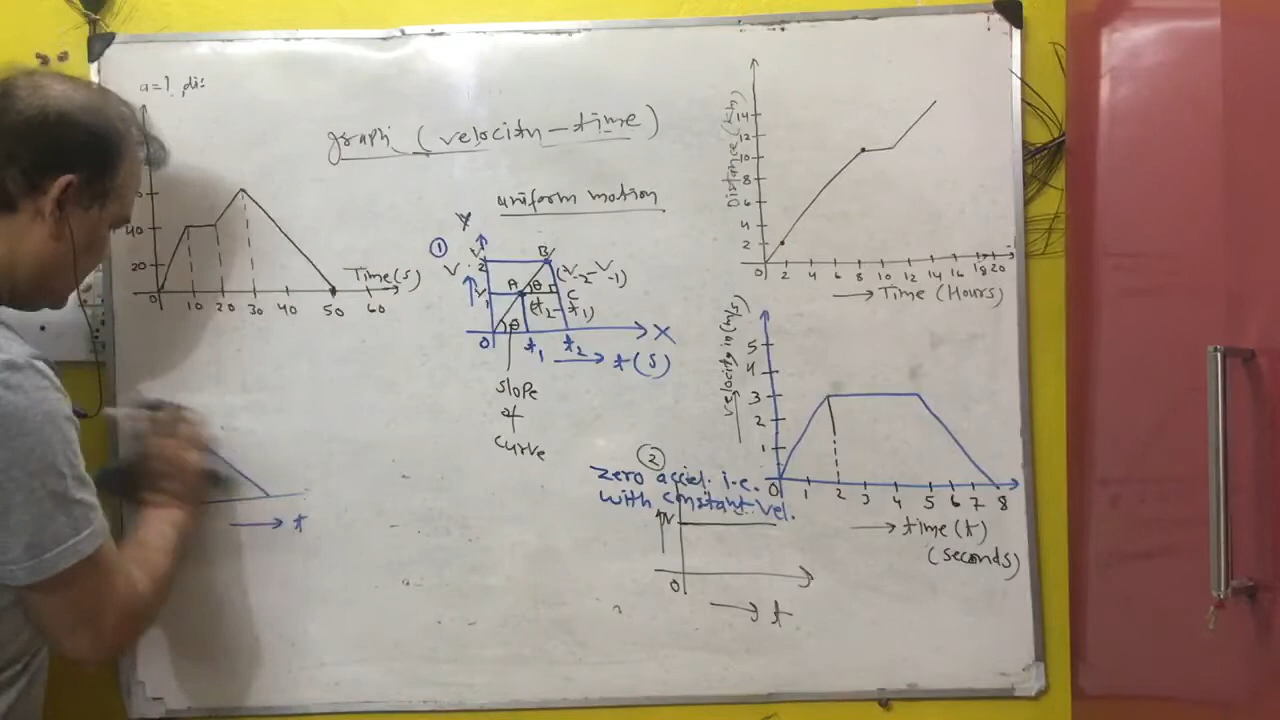 a=?, dis
graph (velocity-time)
uniform motion
40
20
0
10 20 30 40 50 60
Time(s)
1
Y
V
V2
V1
B
A
θ
C
(V2-V1)
(t2-t1)
θ
0
t1 t2
X
t(s)
slope
of
curve
t
Distance (Km)
14
12
10
8
6
4
2
0
2 4 6 8 10 12 14 16 18 20
Time (Hours)
velocity in (m/s)
5
4
3
2
1
0
1 2 3 4 5 6 7 8
time (t)
(seconds)
2
zero accel. i.e.
with constant vel.
V
0
t